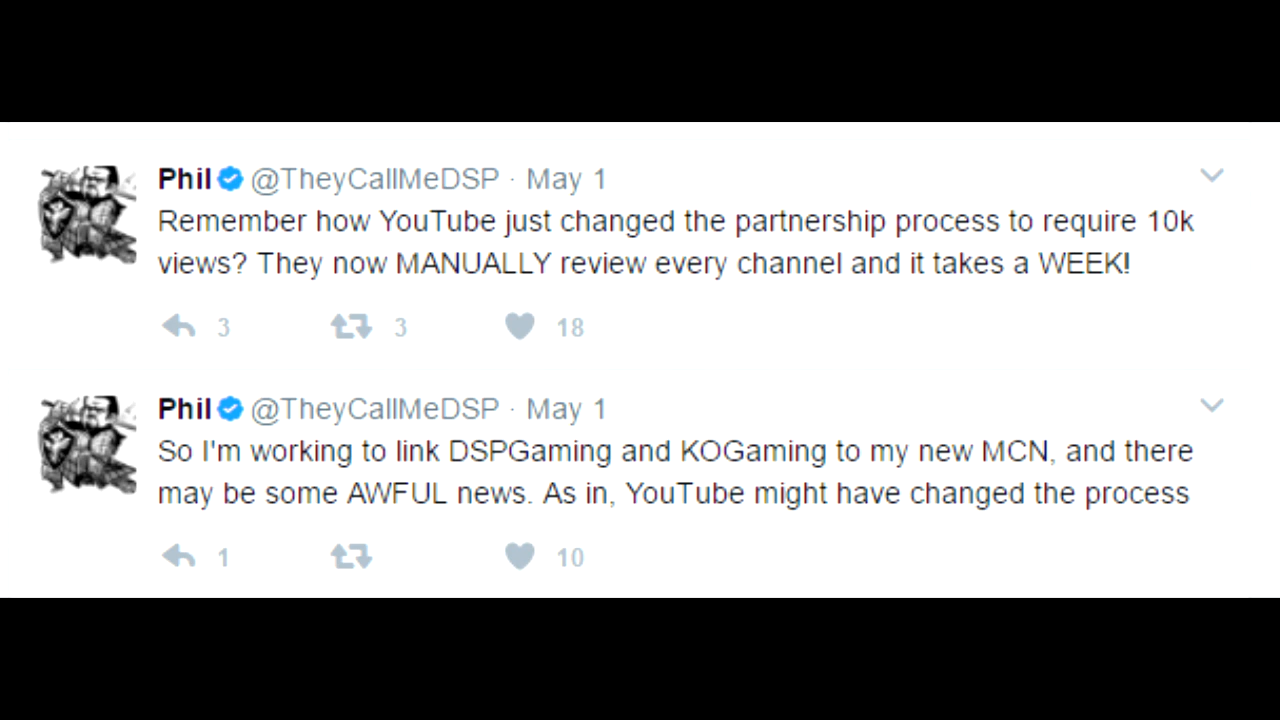 Phil @TheyCallMeDSP · May 1
Remember how YouTube just changed the partnership process to require 10k
views? They now MANUALLY review every channel and it takes a WEEK!
3 3 18
Phil @TheyCallMeDSP · May 1
So I'm working to link DSPGaming and KOGaming to my new MCN, and there
may be some AWFUL news. As in, YouTube might have changed the process
1 10